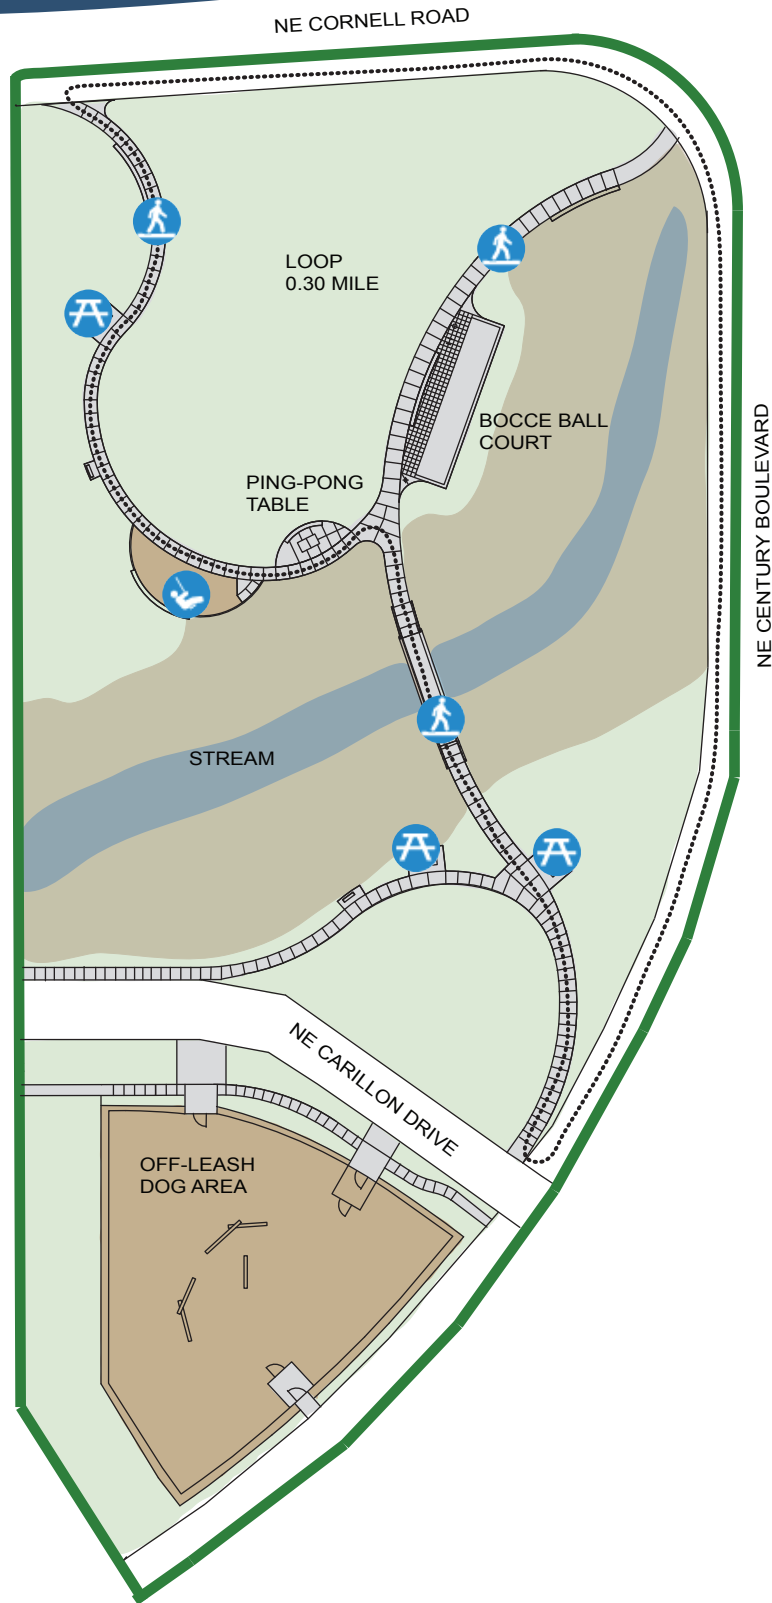 NE CORNELL ROAD
LOOP
0.30 MILE
BOCCE BALL
COURT
NE CENTURY BOULEVARD
PING-PONG
TABLE
STREAM
NE CARILLON DRIVE
OFF-LEASH
DOG AREA